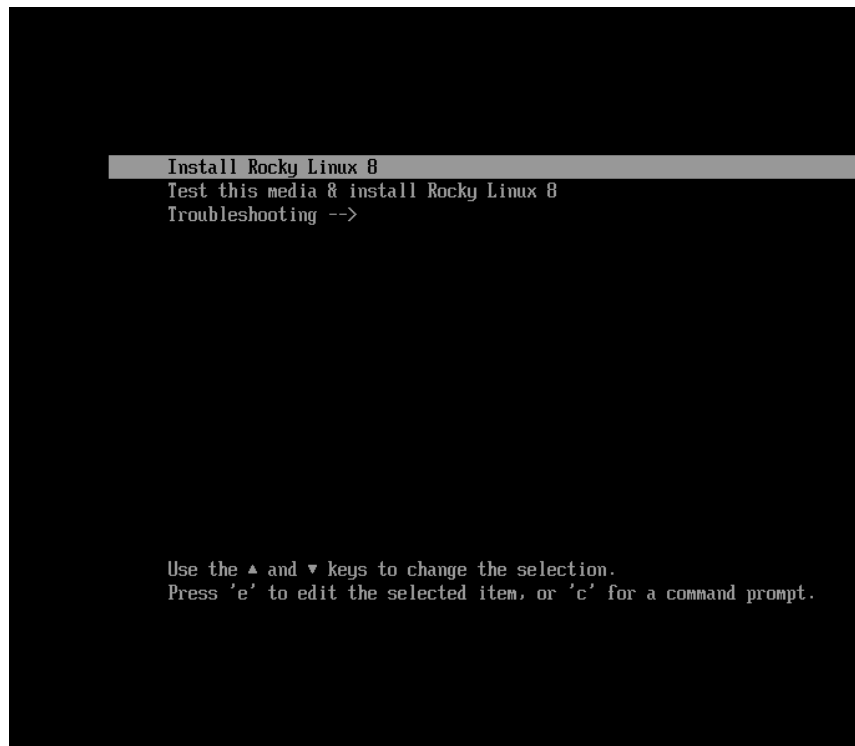 Install Rocky Linux 8
Test this media & install Rocky Linux 8
Troubleshooting -->
Use the ▲ and ▼ keys to change the selection.
Press 'e' to edit the selected item, or 'c' for a command prompt.